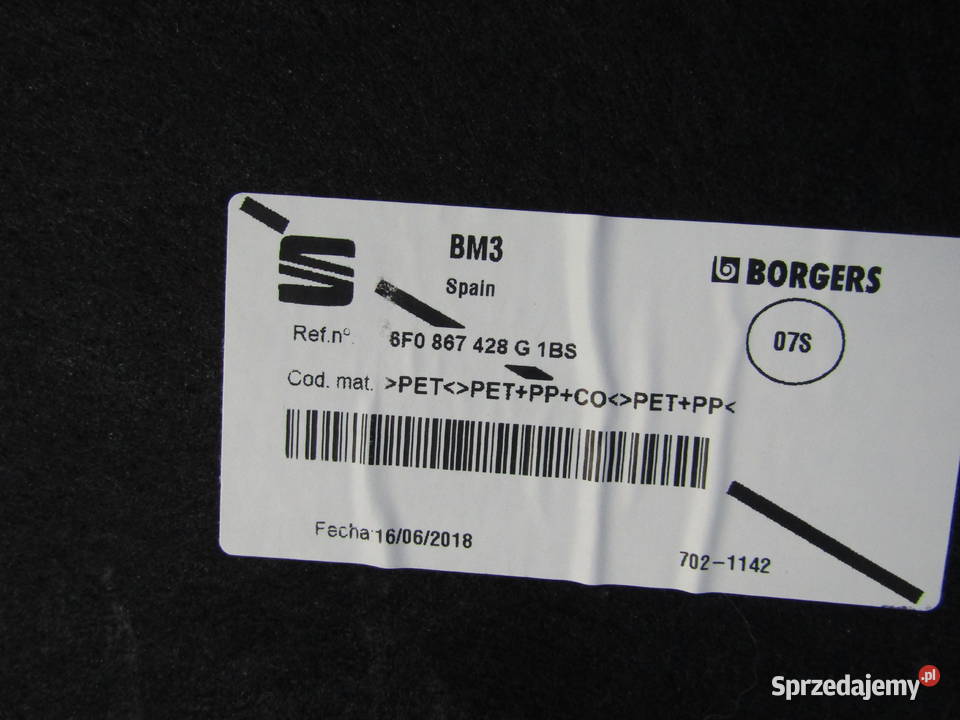 BM3
Spain
BORGERS
07S
Ref.nº. 6F0 867 428 G 1BS
Cod. mat. >PET<>PET+PP+CO<>PET+PP<
Fecha 16/06/2018
702-1142
Sprzedajemy.pl